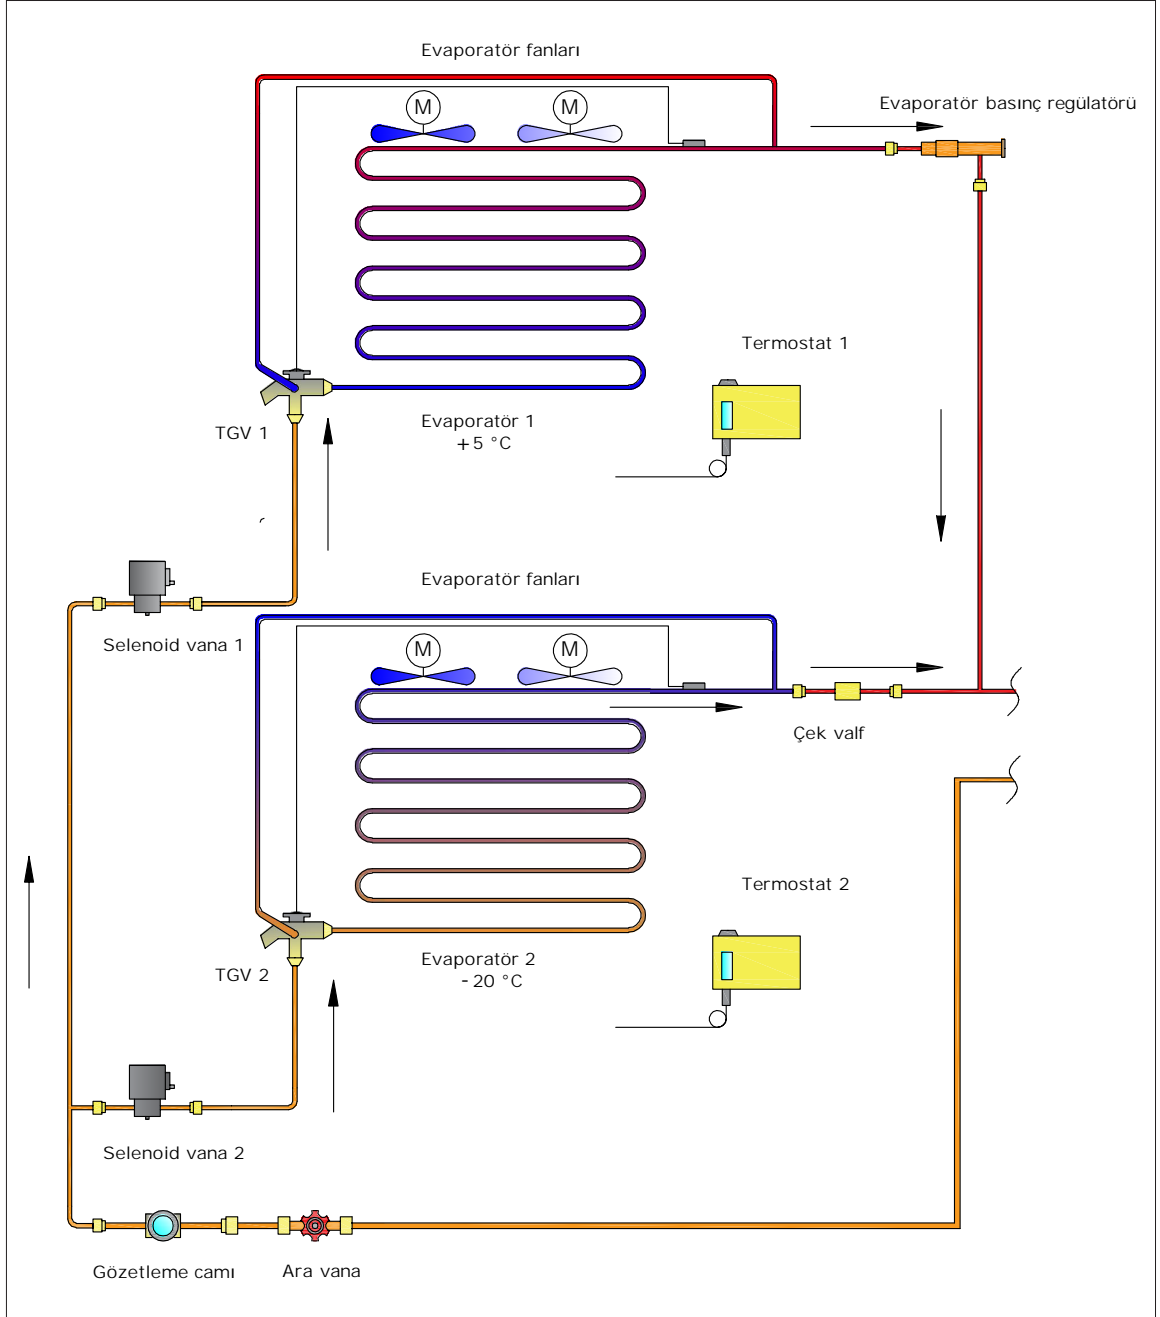 Evaporatör fanları
Evaporatör basınç regülatörü
M
M
Termostat 1
Evaporatör 1
+5 °C
TGV 1
Evaporatör fanları
Selenoid vana 1
M
M
Çek valf
Termostat 2
Evaporatör 2
-20 °C
TGV 2
Selenoid vana 2
Gözetleme camı
Ara vana